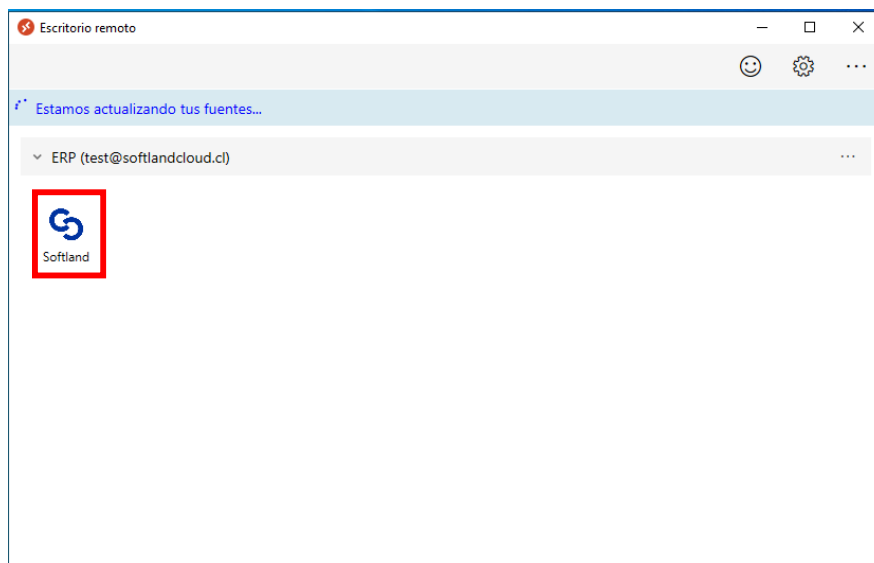 Escritorio remoto
Estamos actualizando tus fuentes...
ERP (test@softlandcloud.cl)
Softland